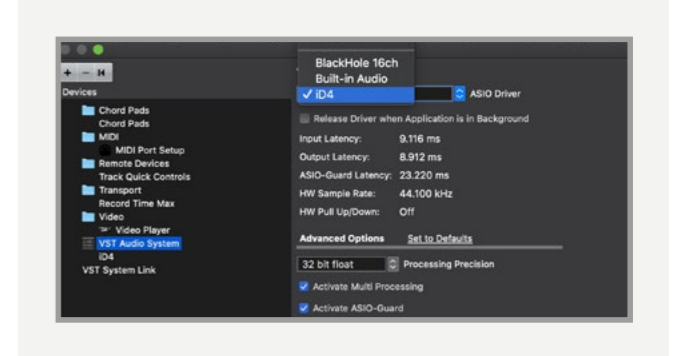 + - I◀
Devices
Chord Pads
Chord Pads
MIDI
MIDI Port Setup
Remote Devices
Track Quick Controls
Transport
Record Time Max
Video
Video Player
VST Audio System
iD4
VST System Link
BlackHole 16ch
Built-in Audio
✓ iD4
ASIO Driver
Release Driver when Application is in Background
Input Latency: 9.116 ms
Output Latency: 8.912 ms
ASIO-Guard Latency: 23.220 ms
HW Sample Rate: 44.100 kHz
HW Pull Up/Down: Off
Advanced Options Set to Defaults
32 bit float Processing Precision
Activate Multi Processing
Activate ASIO-Guard